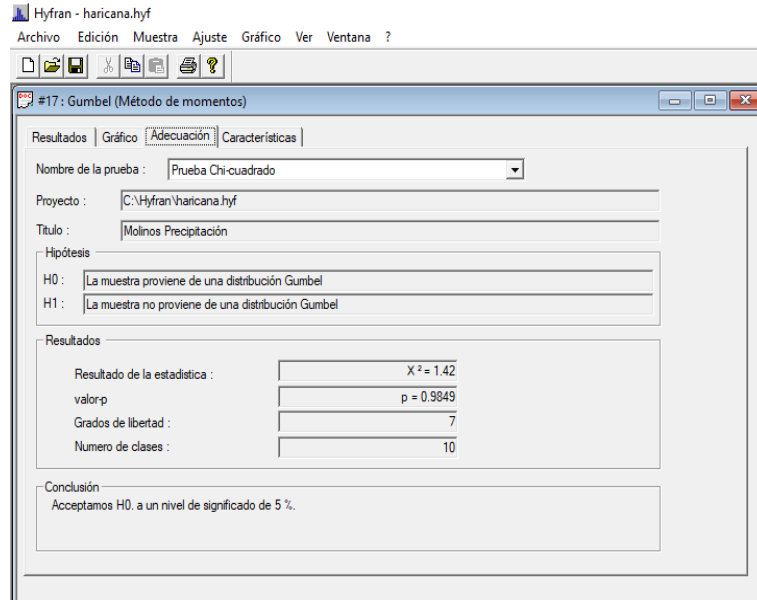 Hyfran - haricana.hyf
Archivo Edición Muestra Ajuste Gráfico Ver Ventana ?
#17 : Gumbel (Método de momentos)
Resultados Gráfico Adecuación Características
Nombre de la prueba : Prueba Chi-cuadrado
Proyecto : C:\Hyfran\haricana.hyf
Titulo : Molinos Precipitación
Hipótesis
H0 : La muestra proviene de una distribución Gumbel
H1 : La muestra no proviene de una distribución Gumbel
Resultados
Resultado de la estadistica : X ² = 1.42
valor-p p = 0.9849
Grados de libertad : 7
Numero de clases : 10
Conclusión
Acceptamos H0. a un nivel de significado de 5 %.